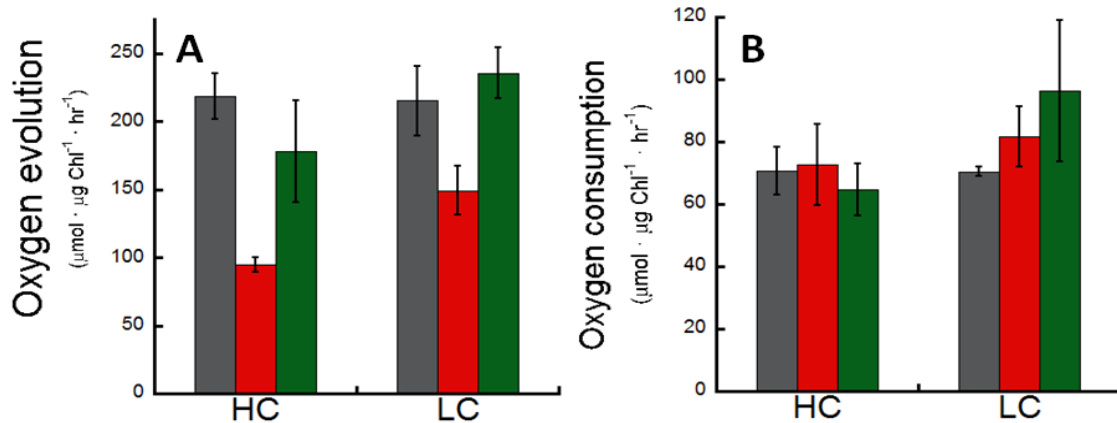 A
Oxygen evolution
(μmol · μg Chl⁻¹ · hr⁻¹)
250
200
150
100
50
0
HC LC
B
Oxygen consumption
(μmol · μg Chl⁻¹ · hr⁻¹)
120
100
80
60
40
20
0
HC LC